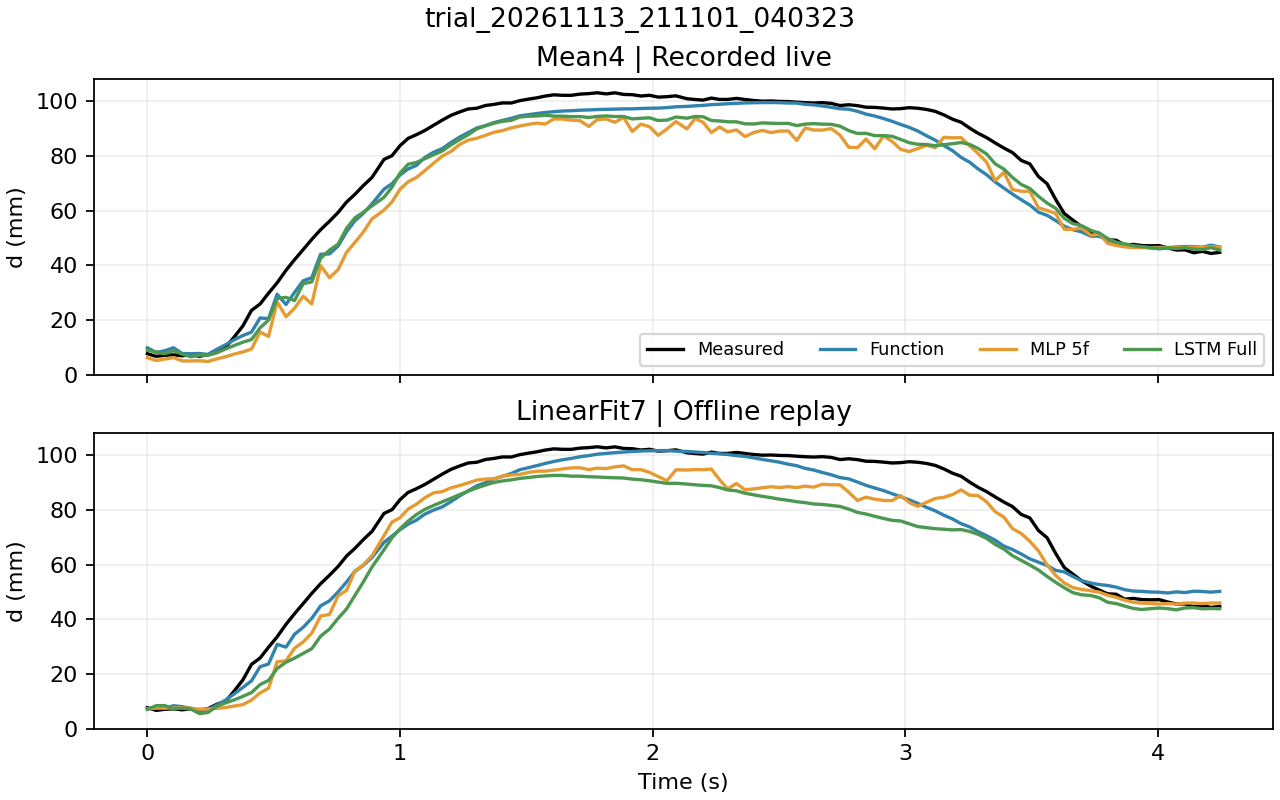 trial_20261113_211101_040323
Mean4 | Recorded live
100
80
60
40
20
0
d (mm)
Measured
Function
MLP 5f
LSTM Full
LinearFit7 | Offline replay
100
80
60
40
20
0
d (mm)
0
1
2
3
4
Time (s)